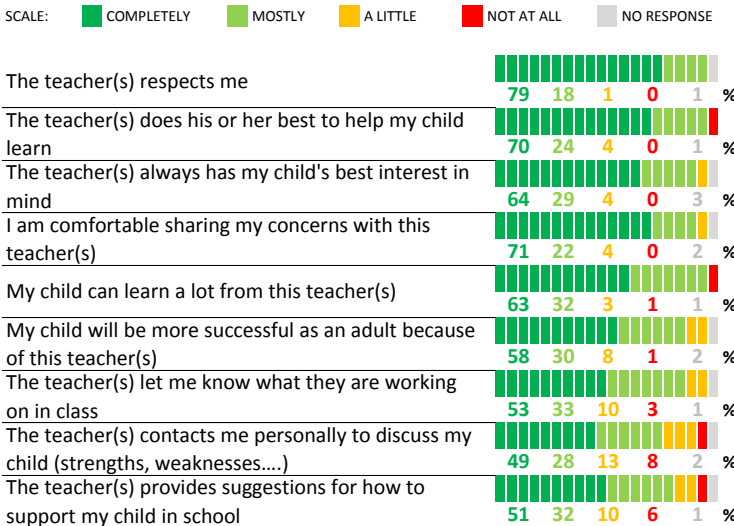 SCALE: COMPLETELY MOSTLY A LITTLE NOT AT ALL NO RESPONSE
The teacher(s) respects me
79 18 1 0 1 %
The teacher(s) does his or her best to help my child
learn
70 24 4 0 1 %
The teacher(s) always has my child's best interest in
mind
64 29 4 0 3 %
I am comfortable sharing my concerns with this
teacher(s)
71 22 4 0 2 %
My child can learn a lot from this teacher(s)
63 32 3 1 1 %
My child will be more successful as an adult because
of this teacher(s)
58 30 8 1 2 %
The teacher(s) let me know what they are working
on in class
53 33 10 3 1 %
The teacher(s) contacts me personally to discuss my
child (strengths, weaknesses....)
49 28 13 8 2 %
The teacher(s) provides suggestions for how to
support my child in school
51 32 10 6 1 %